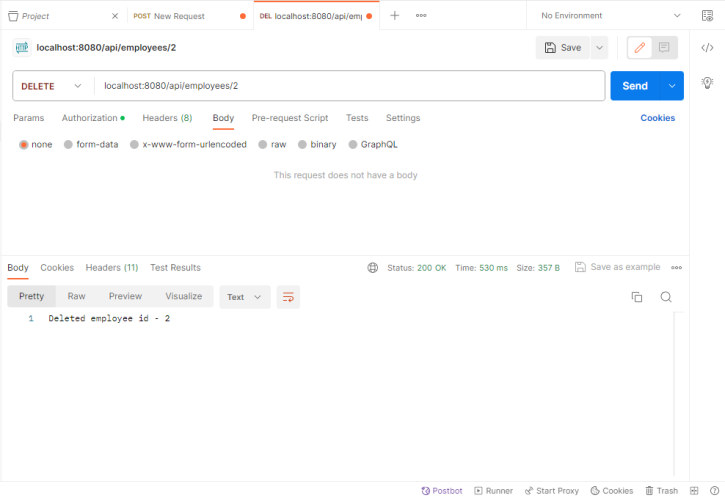 Project
POST New Request
DEL localhost:8080/api/emp
No Environment
HTTP localhost:8080/api/employees/2
Save
DELETE
localhost:8080/api/employees/2
Send
Params
Authorization
Headers (8)
Body
Pre-request Script
Tests
Settings
Cookies
none
form-data
x-www-form-urlencoded
raw
binary
GraphQL
This request does not have a body
Body
Cookies
Headers (11)
Test Results
Status: 200 OK
Time: 530 ms
Size: 357 B
Save as example
Pretty
Raw
Preview
Visualize
Text
1 Deleted employee id - 2
Postbot
Runner
Start Proxy
Cookies
Trash